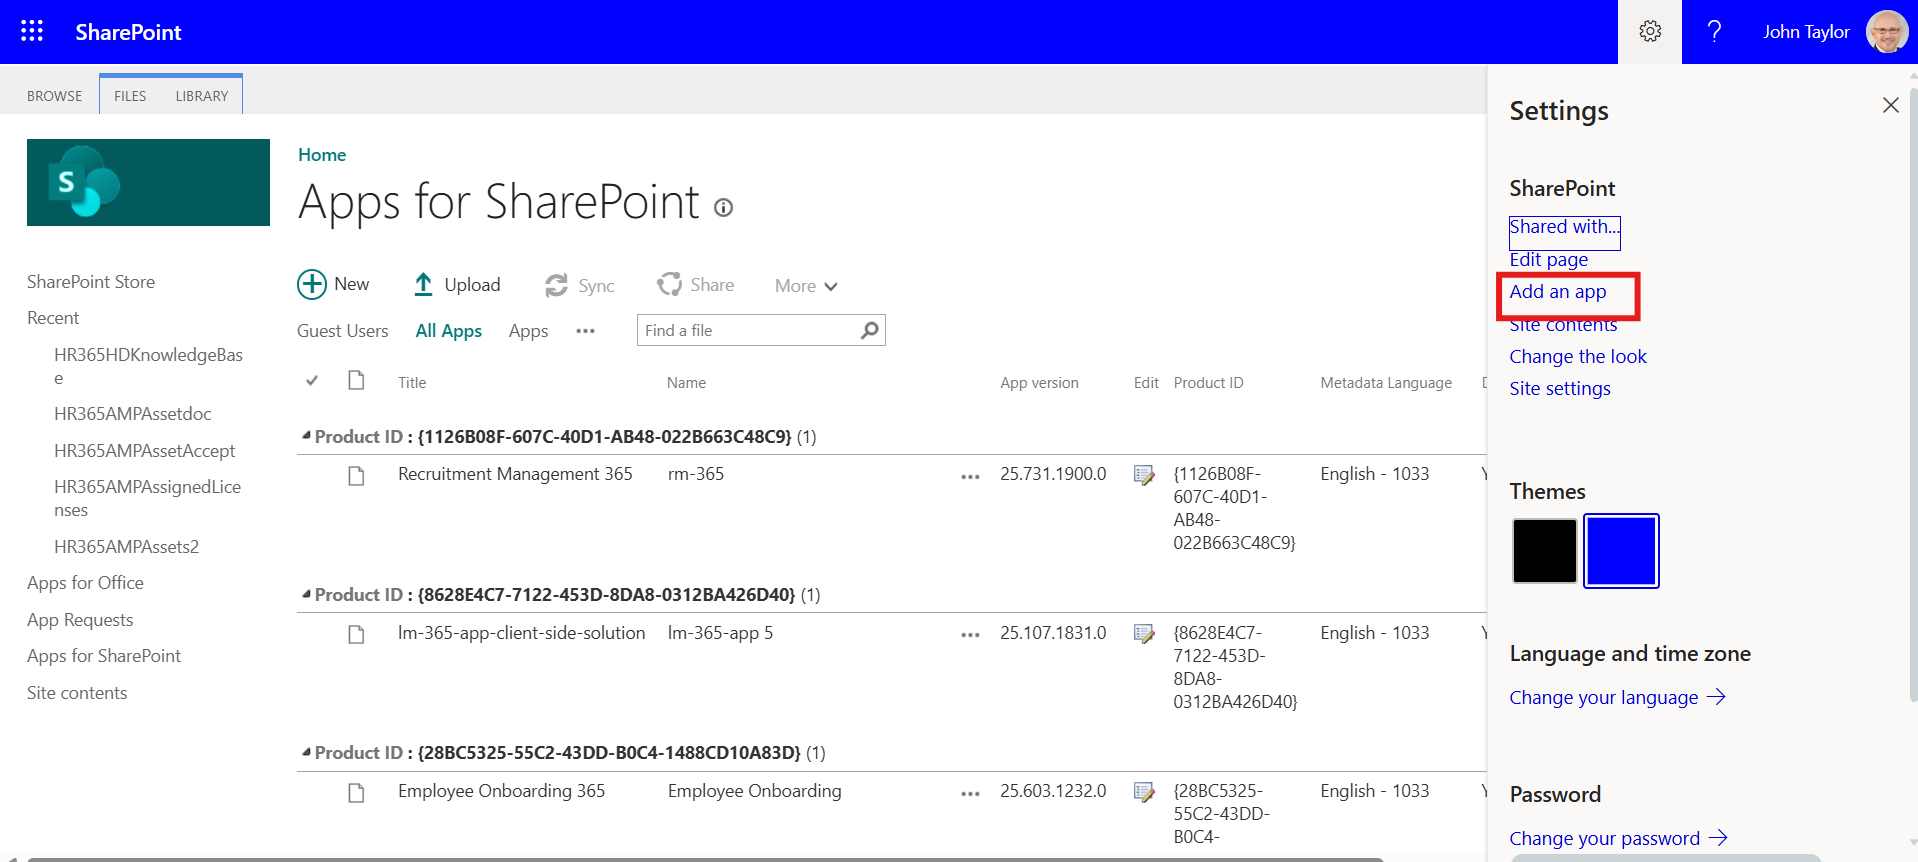 SharePoint
?
John Taylor
BROWSE
FILES
LIBRARY
S
Home
Apps for SharePoint
SharePoint Store
Recent
HR365HDKnowledgeBas
e
HR365AMPAssetdoc
HR365AMPAssetAccept
HR365AMPAssignedLice
nses
HR365AMPAssets2
Apps for Office
App Requests
Apps for SharePoint
Site contents
New
Upload
Sync
Share
More
Guest Users
All Apps
Apps
•••
Find a file
Title
Name
App version
Edit
Product ID
Metadata Language
Product ID : {1126B08F-607C-40D1-AB48-022B663C48C9} (1)
Recruitment Management 365
rm-365
•••
25.731.1900.0
{1126B08F-
607C-40D1-
AB48-
022B663C48C9}
English - 1033
Product ID : {8628E4C7-7122-453D-8DA8-0312BA426D40} (1)
lm-365-app-client-side-solution
lm-365-app 5
•••
25.107.1831.0
{8628E4C7-
7122-453D-
8DA8-
0312BA426D40}
English - 1033
Product ID : {28BC5325-55C2-43DD-B0C4-1488CD10A83D} (1)
Employee Onboarding 365
Employee Onboarding
•••
25.603.1232.0
{28BC5325-
55C2-43DD-
B0C4-
English - 1033
Settings
SharePoint
Shared with...
Edit page
Add an app
Site contents
Change the look
Site settings
Themes
Language and time zone
Change your language →
Password
Change your password →